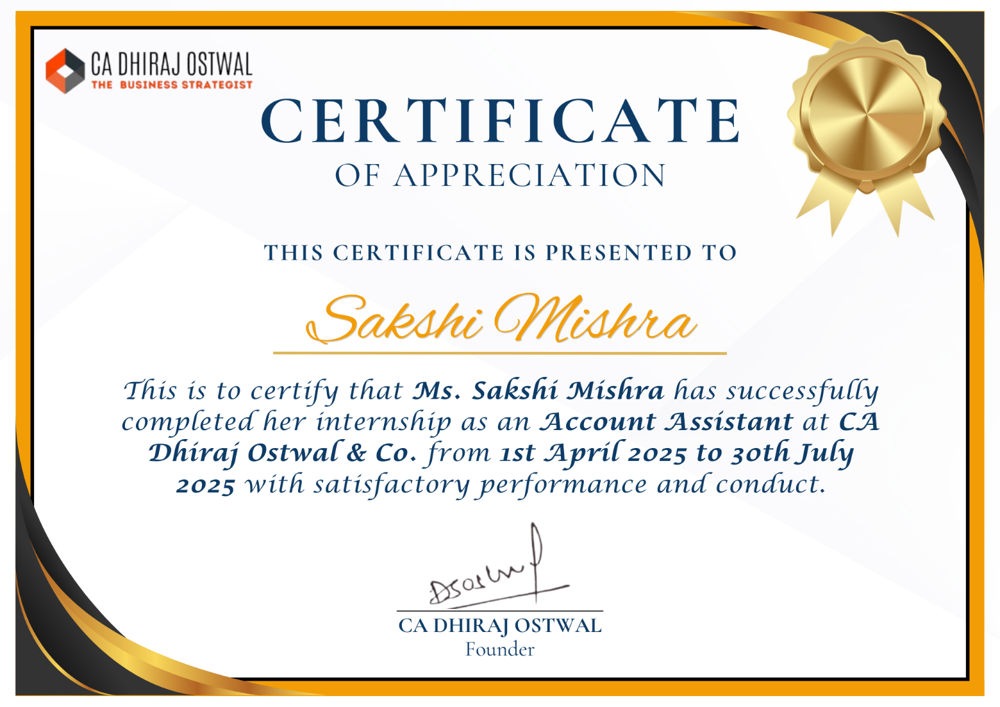 CA DHIRAJ OSTWAL
THE BUSINESS STRATEGIST
CERTIFICATE
OF APPRECIATION
THIS CERTIFICATE IS PRESENTED TO
Sakshi Mishra
This is to certify that Ms. Sakshi Mishra has successfully
completed her internship as an Account Assistant at CA
Dhiraj Ostwal & Co. from 1st April 2025 to 30th July
2025 with satisfactory performance and conduct.
CA DHIRAJ OSTWAL
Founder